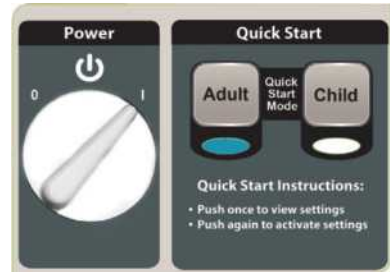 Power
0 I
Quick Start
Adult
Quick
Start
Mode
Child
Quick Start Instructions:
• Push once to view settings
• Push again to activate settings